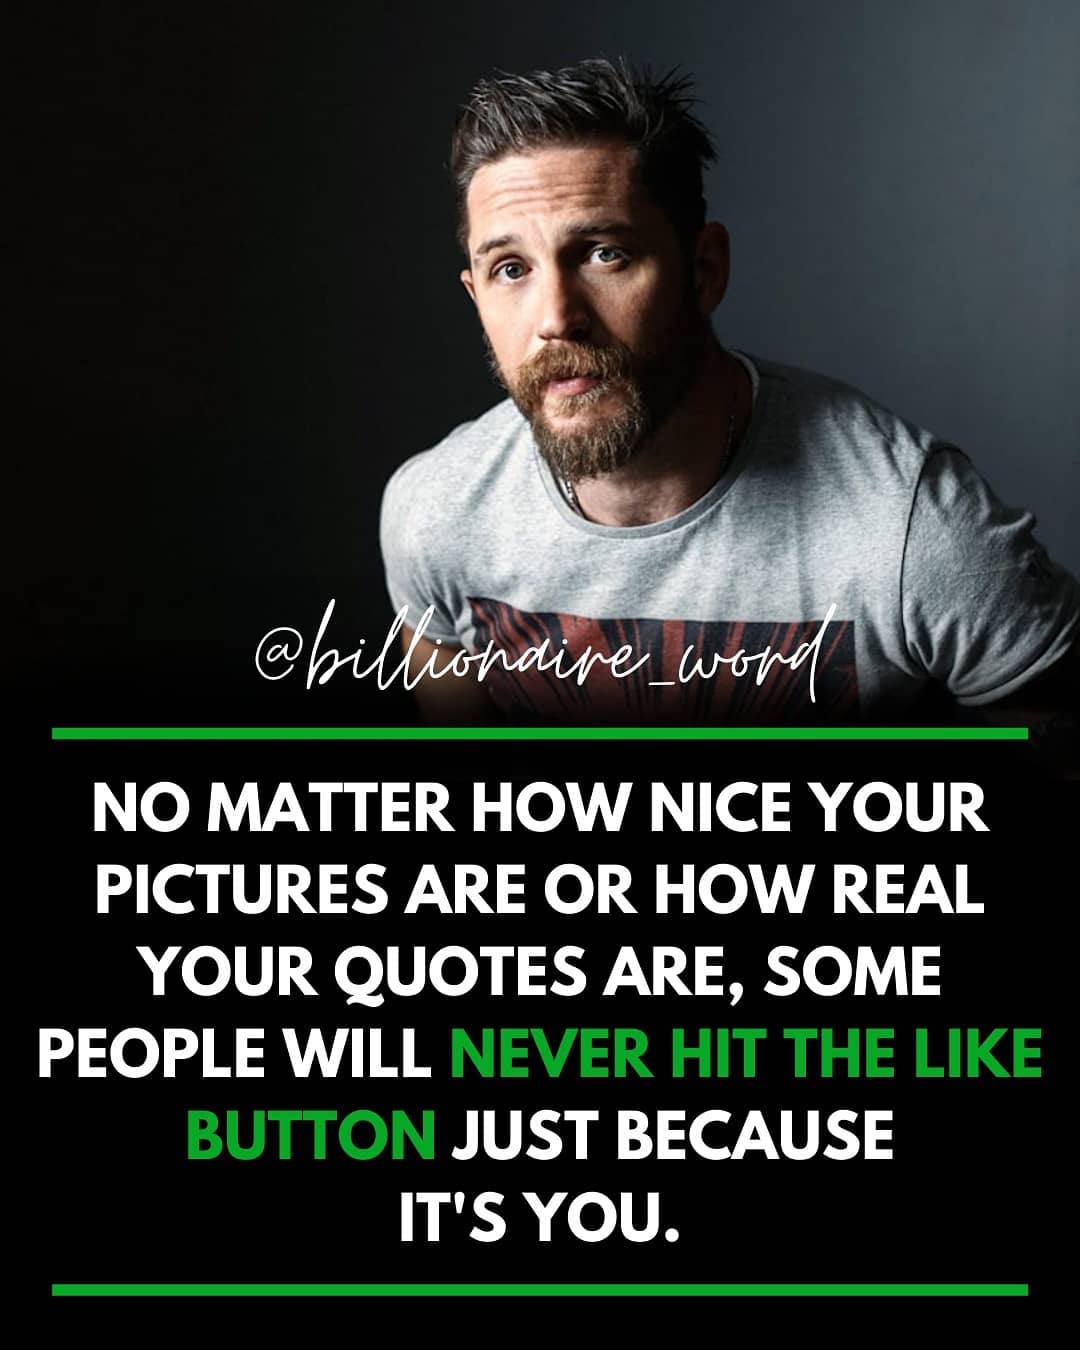 @billionaire_word
NO MATTER HOW NICE YOUR
PICTURES ARE OR HOW REAL
YOUR QUOTES ARE, SOME
PEOPLE WILL NEVER HIT THE LIKE
BUTTON JUST BECAUSE
IT'S YOU.